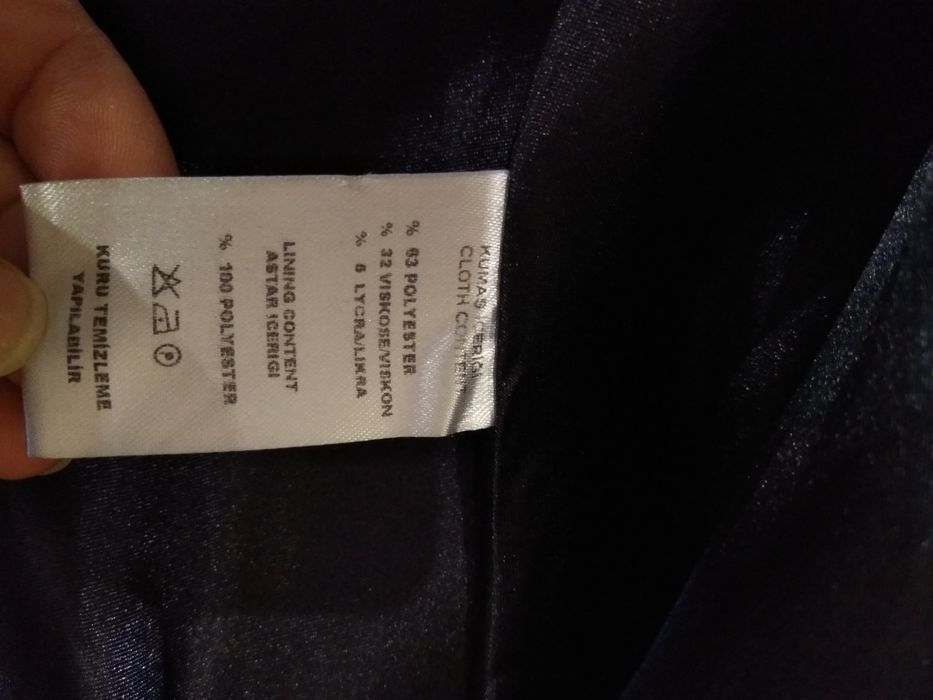 KUMAŞ İÇERİĞİ
CLOTH CONTENT
% 63 POLYESTER
% 32 VISKOSE/VISKON
% 5 LYCRA/LIKRA
LINING CONTENT
ASTAR İÇERİĞİ
% 100 POLYESTER
P
KURU TEMİZLEME
YAPILABİLİR